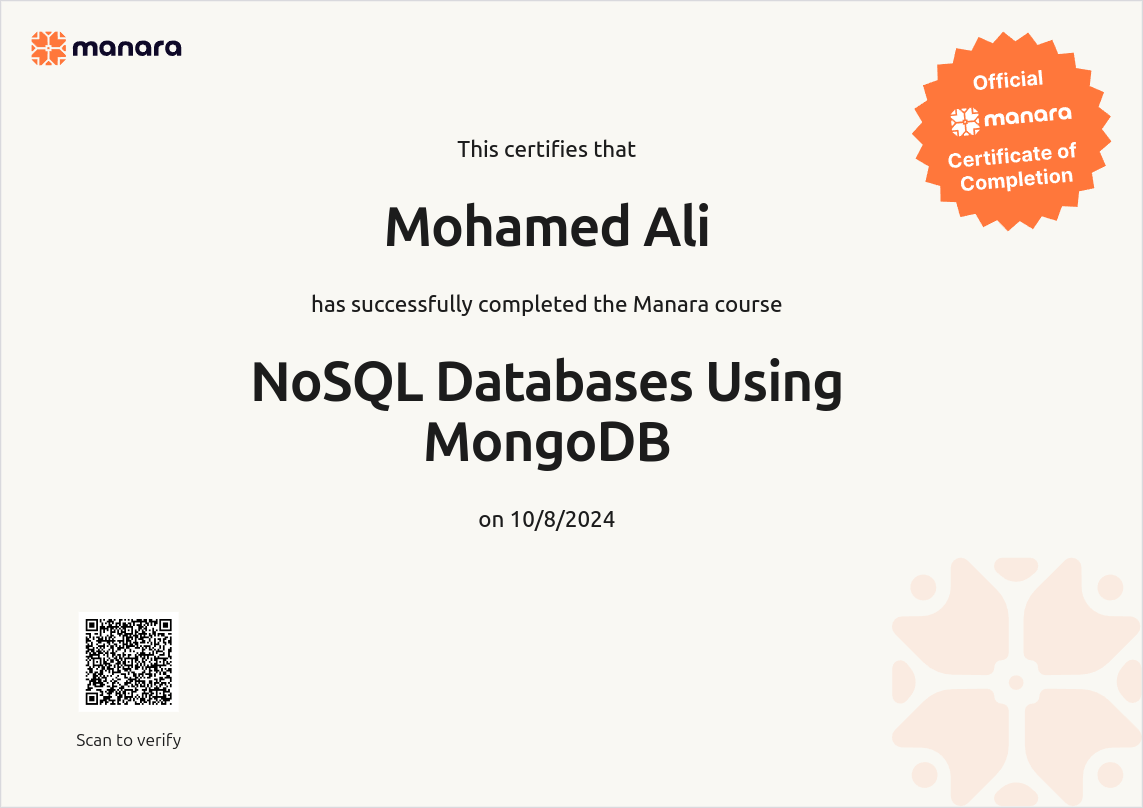 manara
Official
manara
Certificate of
Completion
This certifies that
Mohamed Ali
has successfully completed the Manara course
NoSQL Databases Using
MongoDB
on 10/8/2024
Scan to verify